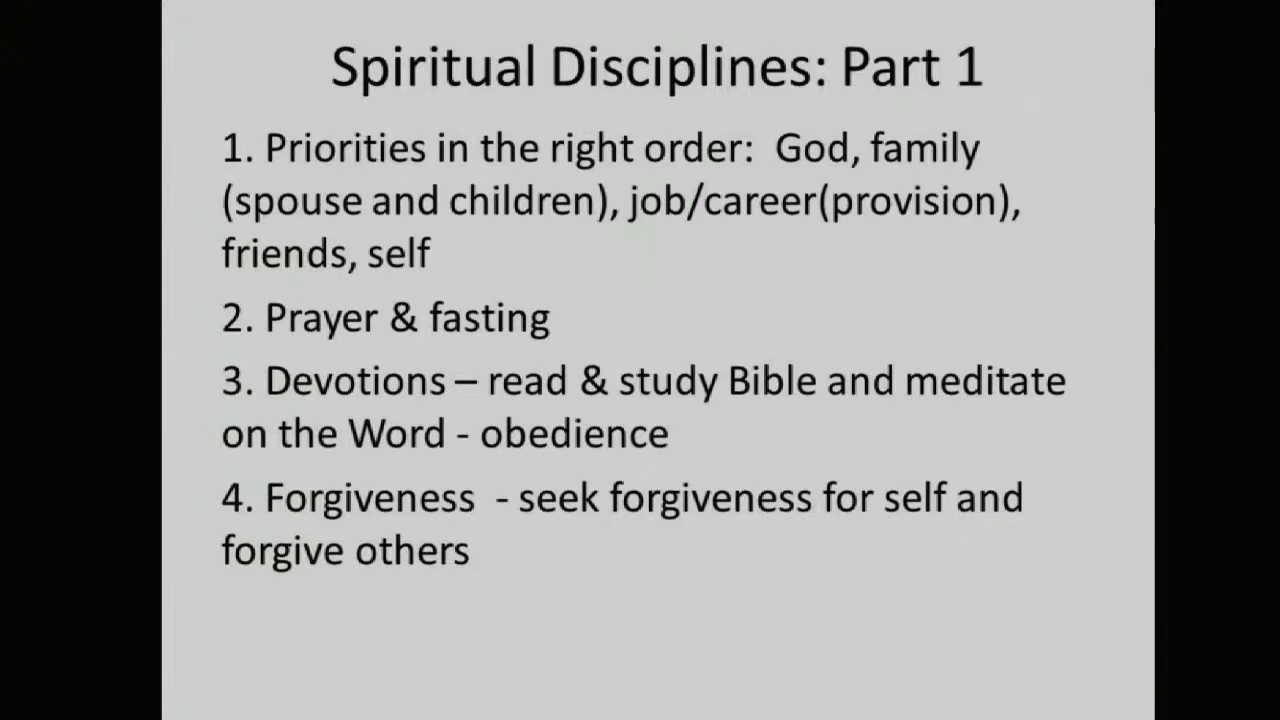 Spiritual Disciplines: Part 1
1. Priorities in the right order:  God, family
(spouse and children), job/career(provision),
friends, self
2. Prayer & fasting
3. Devotions – read & study Bible and meditate
on the Word - obedience
4. Forgiveness  - seek forgiveness for self and
forgive others